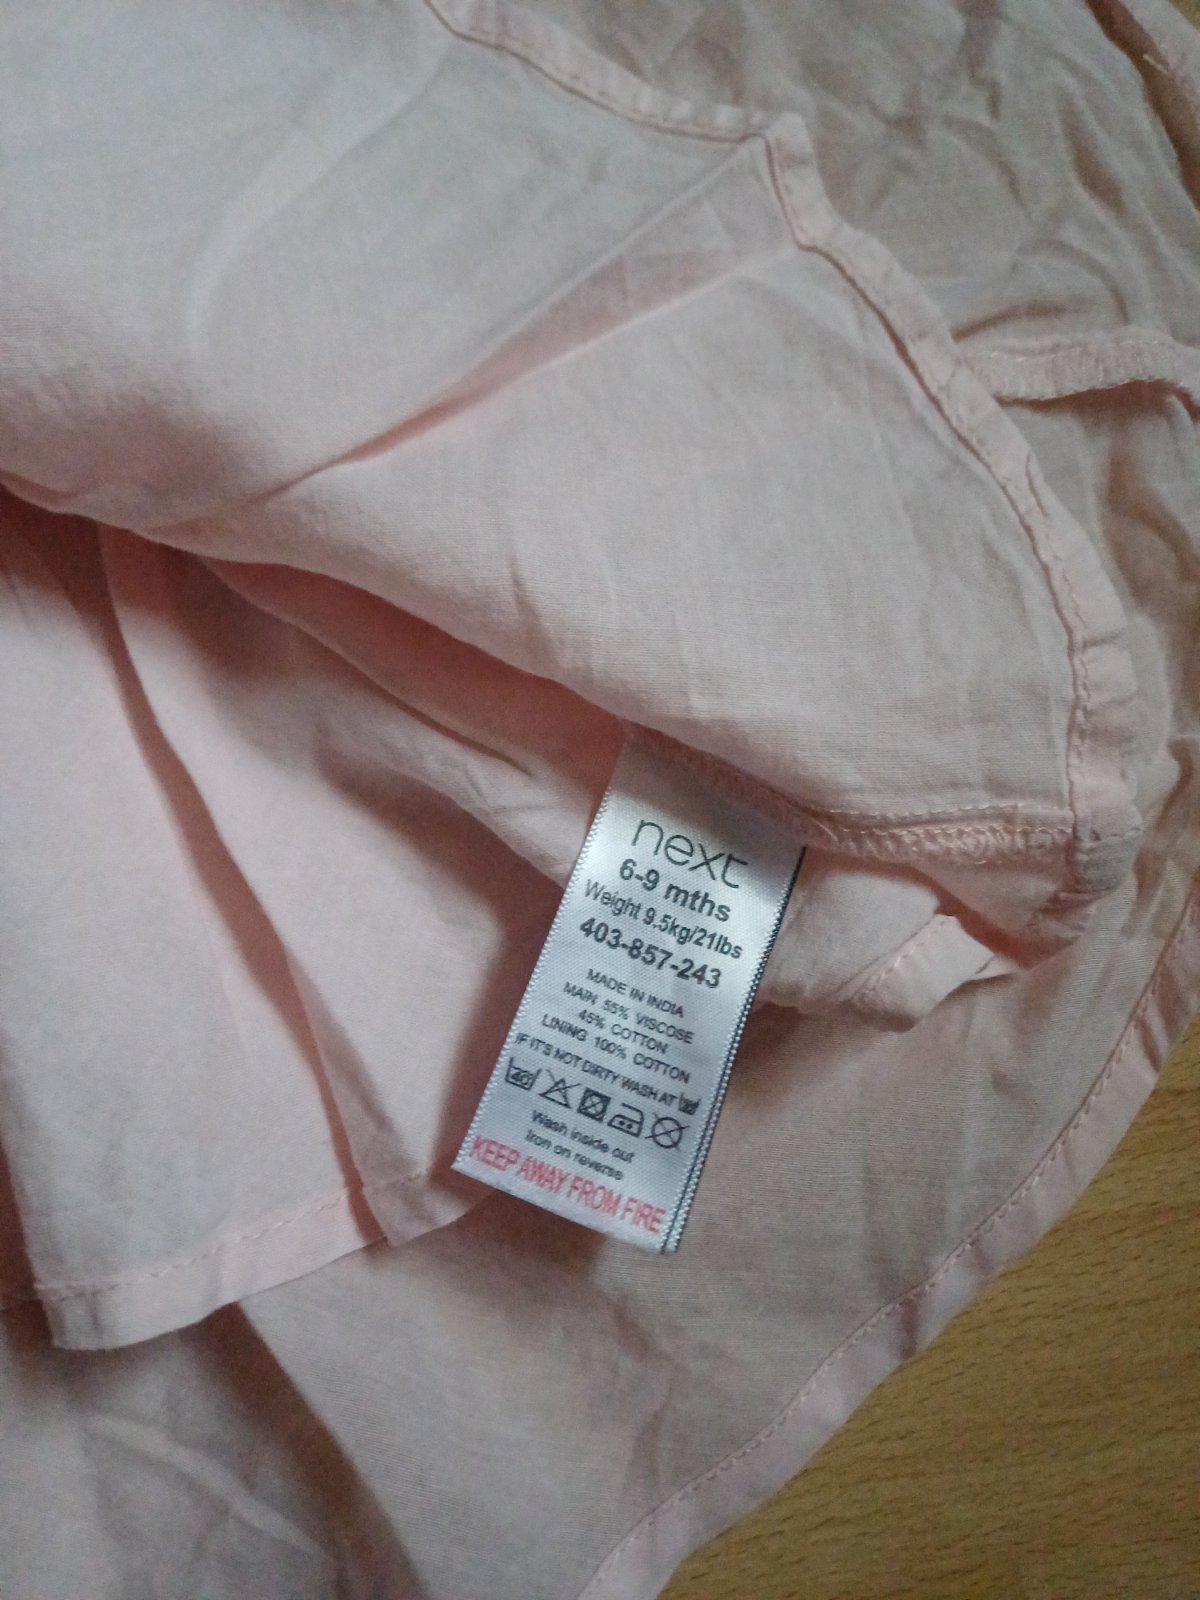 next
6-9 mths
Weight 9.5kg/21lbs
403-857-243
MADE IN INDIA
MAIN 55% VISCOSE
45% COTTON
LINING 100% COTTON
IF IT'S NOT DIRTY WASH AT
40
Wash inside out
Iron on reverse
KEEP AWAY FROM FIRE